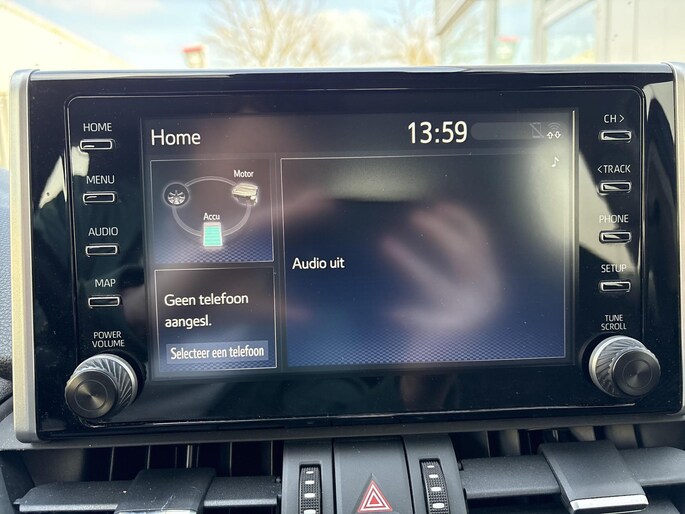 HOME
MENU
AUDIO
MAP
POWER
VOLUME
Home
13:59
Motor
Accu
Geen telefoon
aangesl.
Selecteer een telefoon
Audio uit
CH >
<TRACK
PHONE
SETUP
TUNE
SCROLL